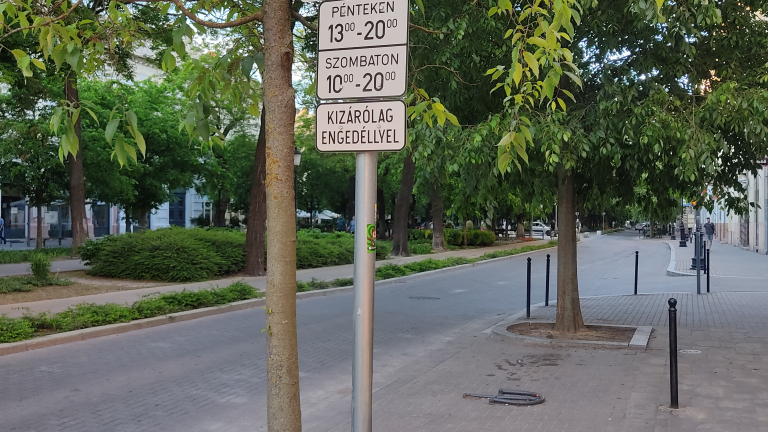 PÉNTEKEN
13⁰⁰-20⁰⁰
SZOMBATON
10⁰⁰-20⁰⁰
KIZÁRÓLAG
ENGEDÉLLYEL